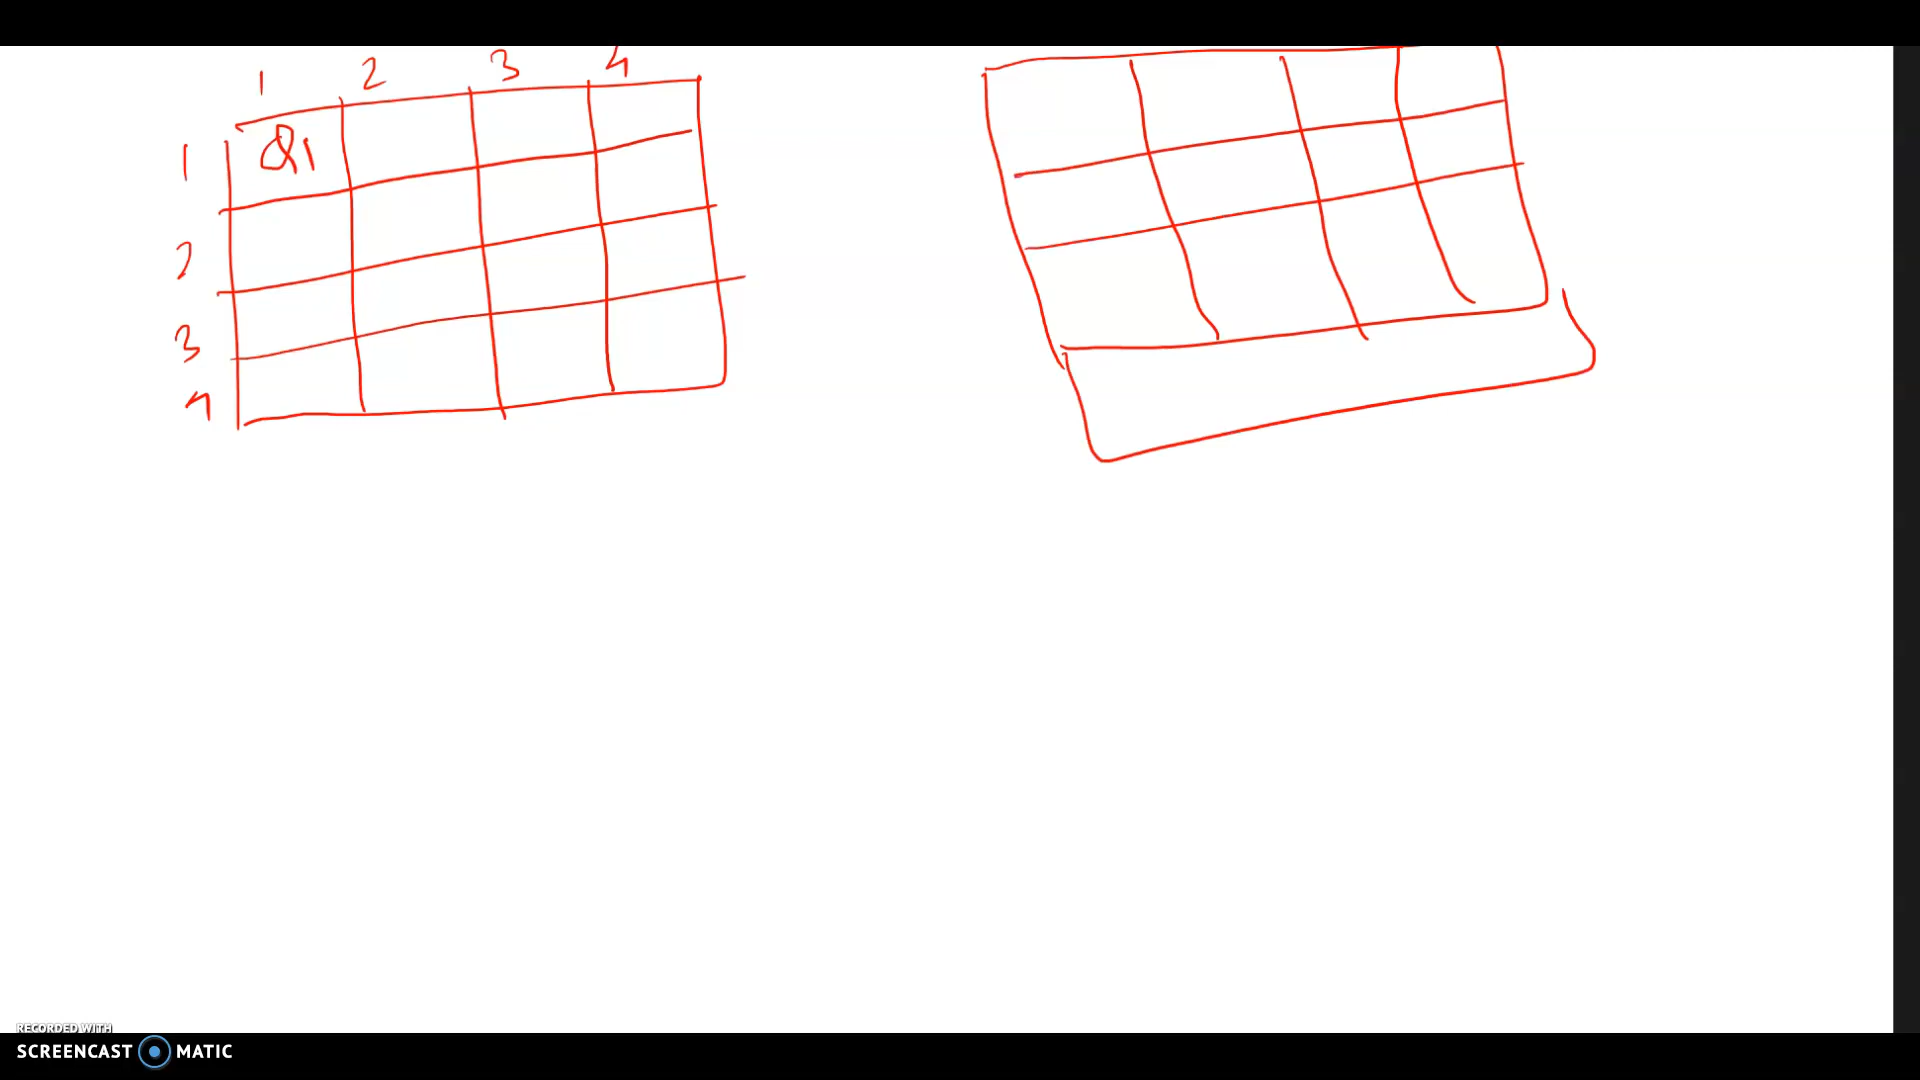 1 2 3 4
1 Q1
2
3
4
RECORDED WITH
SCREENCAST MATIC